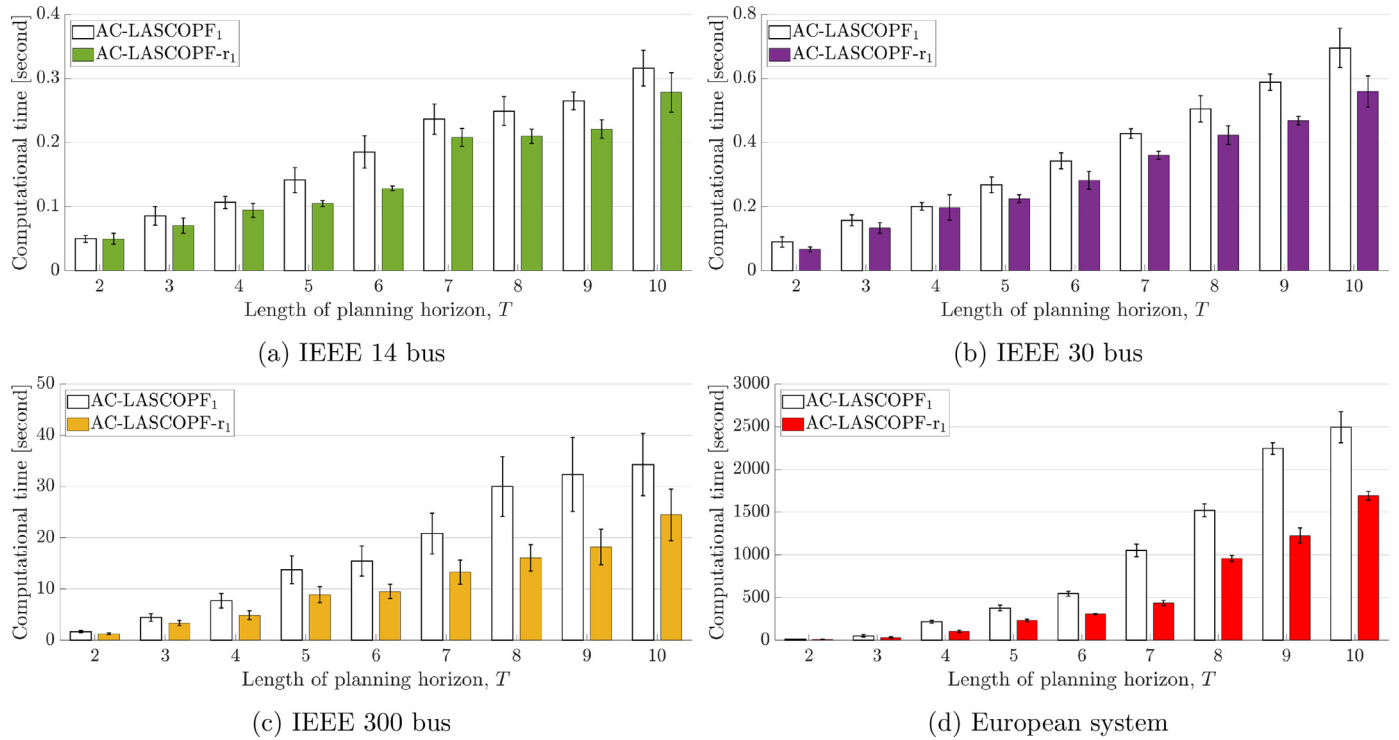 AC-LASCOPF₁
AC-LASCOPF-r₁
Computational time [second]
0.4
0.3
0.2
0.1
0
2 3 4 5 6 7 8 9 10
Length of planning horizon, T
(a) IEEE 14 bus
AC-LASCOPF₁
AC-LASCOPF-r₁
Computational time [second]
0.8
0.6
0.4
0.2
0
2 3 4 5 6 7 8 9 10
Length of planning horizon, T
(b) IEEE 30 bus
AC-LASCOPF₁
AC-LASCOPF-r₁
Computational time [second]
50
40
30
20
10
0
2 3 4 5 6 7 8 9 10
Length of planning horizon, T
(c) IEEE 300 bus
AC-LASCOPF₁
AC-LASCOPF-r₁
Computational time [second]
3000
2500
2000
1500
1000
500
0
2 3 4 5 6 7 8 9 10
Length of planning horizon, T
(d) European system